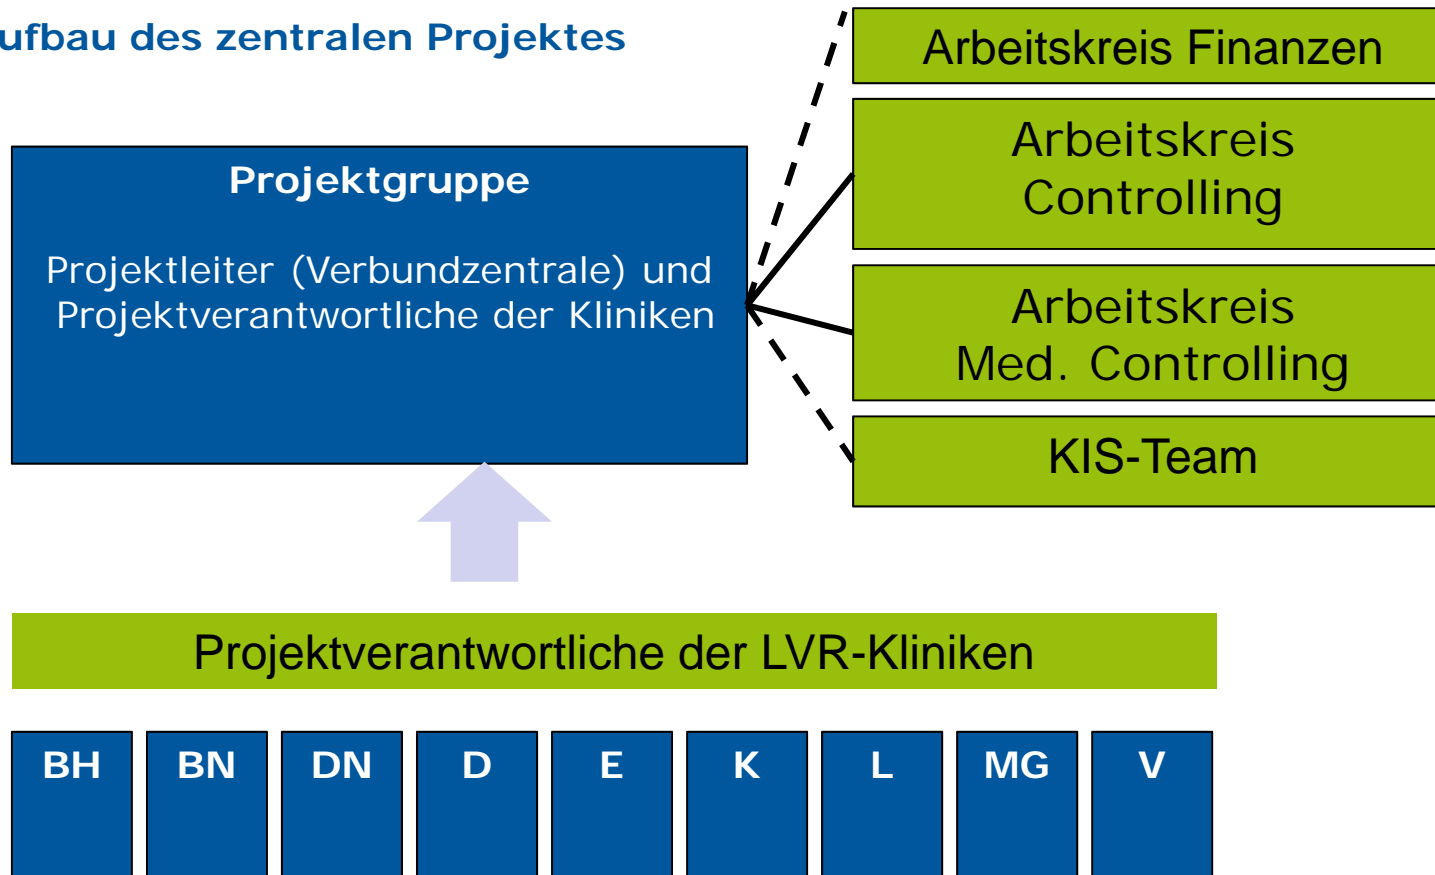 ufbau des zentralen Projektes
Arbeitskreis Finanzen
Arbeitskreis
Controlling
Projektgruppe
Projektleiter (Verbundzentrale) und
Projektverantwortliche der Kliniken
Arbeitskreis
Med. Controlling
KIS-Team
Projektverantwortliche der LVR-Kliniken
BH BN DN D E K L MG V